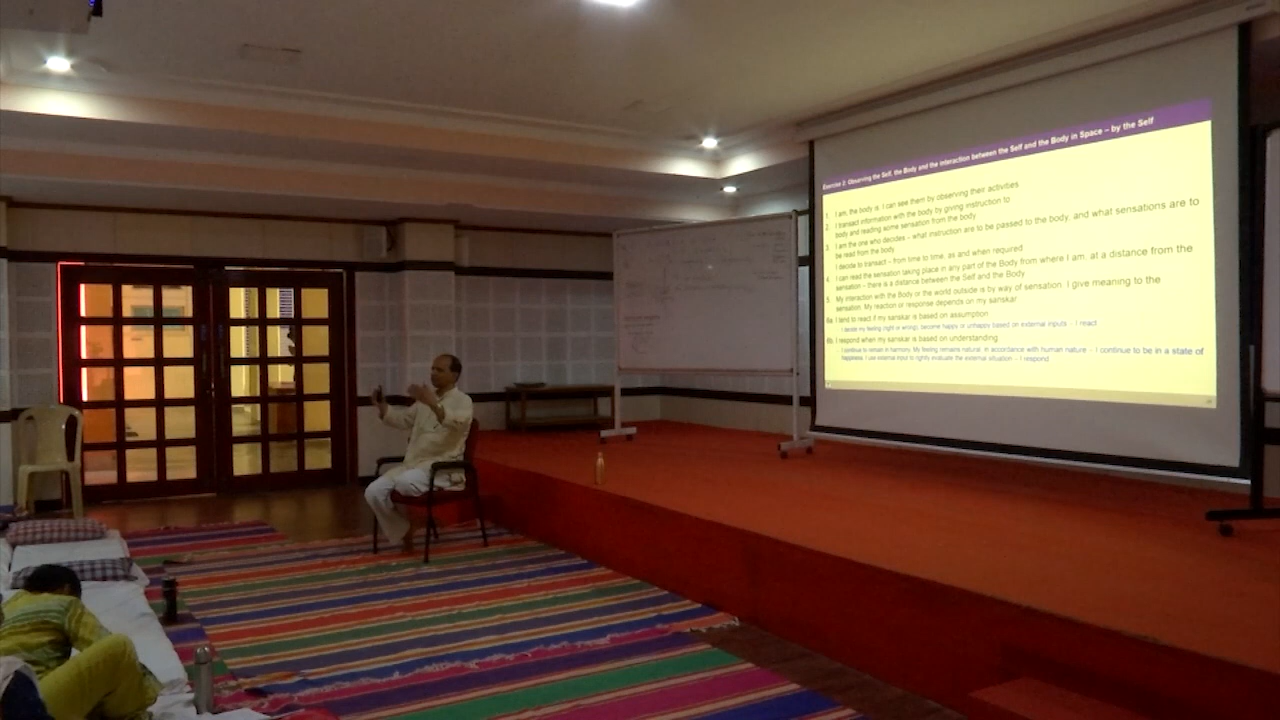 Exercise 2: Observing the Self, the Body and the interaction between the Self and the Body in Space – by the Self
1. I am, the body is. I can see them by observing their activities
2. I transact information with the body by giving instruction to
body and reading some sensation from the body
3. I am the one who decides – what instruction are to be passed to the body, and what sensations are to
be read from the body
I decide to transact – from time to time, as and when required
4. I can read the sensation taking place in any part of the Body from where I am, at a distance from the
sensation – there is a distance between the Self and the Body
5. My interaction with the Body or the world outside is by way of sensation. I give meaning to the
sensation. My reaction or response depends on my sanskar
6a. I tend to react if my sanskar is based on assumption
I decide my feeling (right or wrong), become happy or unhappy based on external inputs – I react
6b. I respond when my sanskar is based on understanding
– I continue to remain in harmony. My feeling remains natural, in accordance with human nature – I continue to be in a state of
happiness. I use external input to rightly evaluate the external situation – I respond